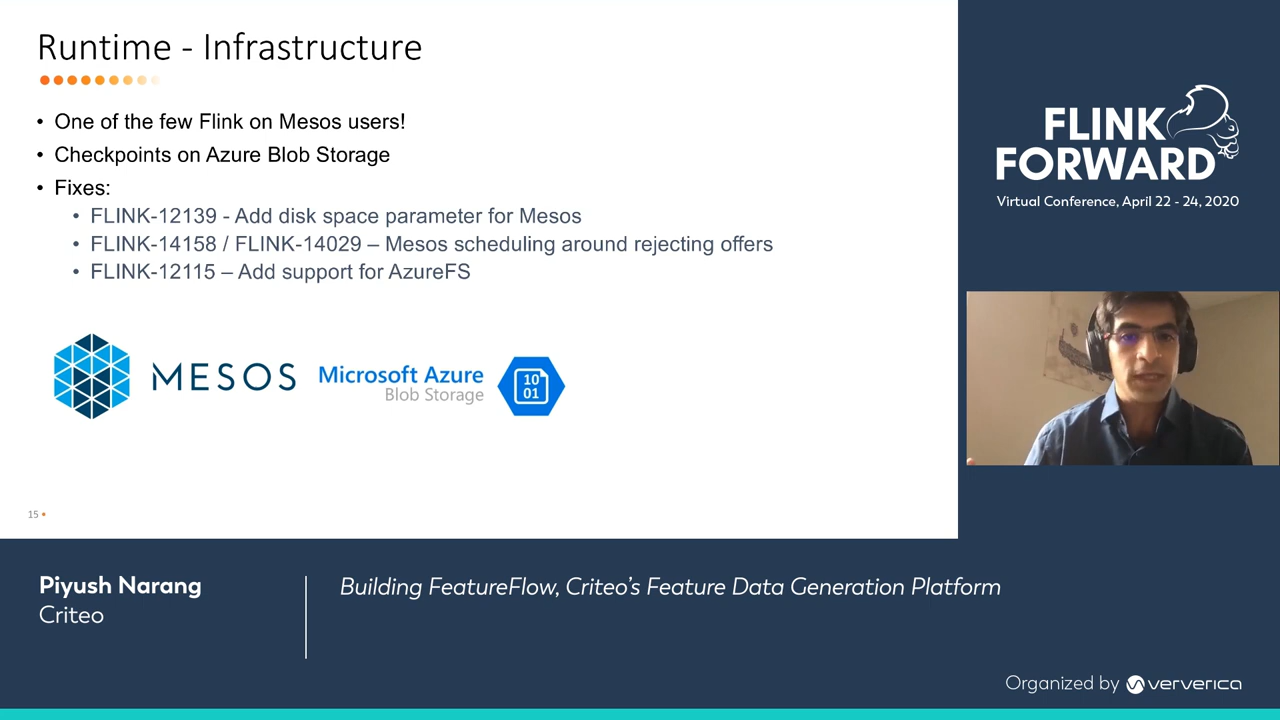 Runtime - Infrastructure
• One of the few Flink on Mesos users!
• Checkpoints on Azure Blob Storage
• Fixes:
• FLINK-12139 - Add disk space parameter for Mesos
• FLINK-14158 / FLINK-14029 – Mesos scheduling around rejecting offers
• FLINK-12115 – Add support for AzureFS
MESOS
Microsoft Azure
Blob Storage
10
01
15
FLINK
FORWARD
Virtual Conference, April 22 - 24, 2020
Piyush Narang
Criteo
Building FeatureFlow, Criteo's Feature Data Generation Platform
Organized by ververica